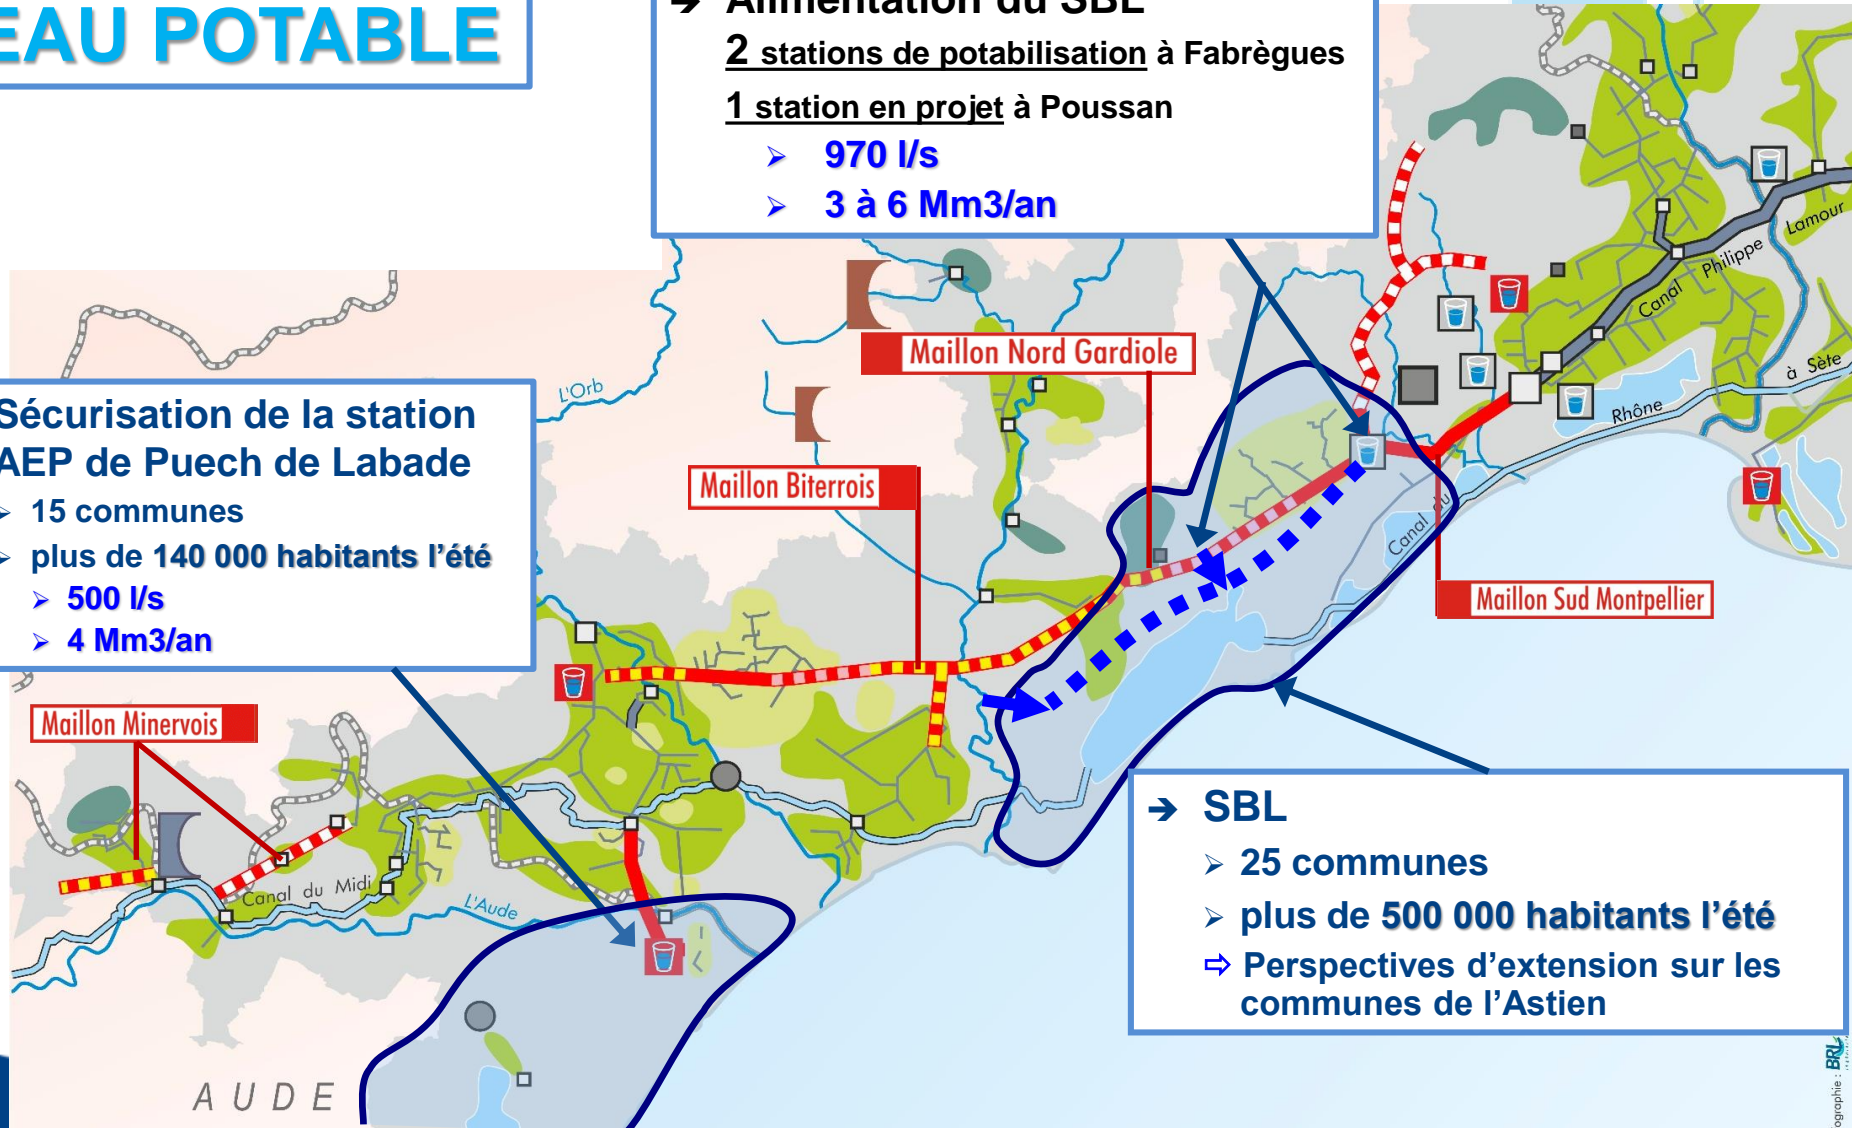 EAU POTABLE
➔ Alimentation du SBL
2 stations de potabilisation à Fabrègues
1 station en projet à Poussan
➢ 970 l/s
➢ 3 à 6 Mm3/an
Lamour
Philippe
Canal
à Sète
Rhône
Canal du
Maillon Nord Gardiole
L'Orb
Sécurisation de la station
AEP de Puech de Labade
➢ 15 communes
➢ plus de 140 000 habitants l’été
➢ 500 l/s
➢ 4 Mm3/an
Maillon Biterrois
Maillon Sud Montpellier
Maillon Minervois
Canal du Midi
L'Aude
➔ SBL
➢ 25 communes
➢ plus de 500 000 habitants l’été
⇨ Perspectives d’extension sur les
communes de l’Astien
AUDE
ographie : BRL